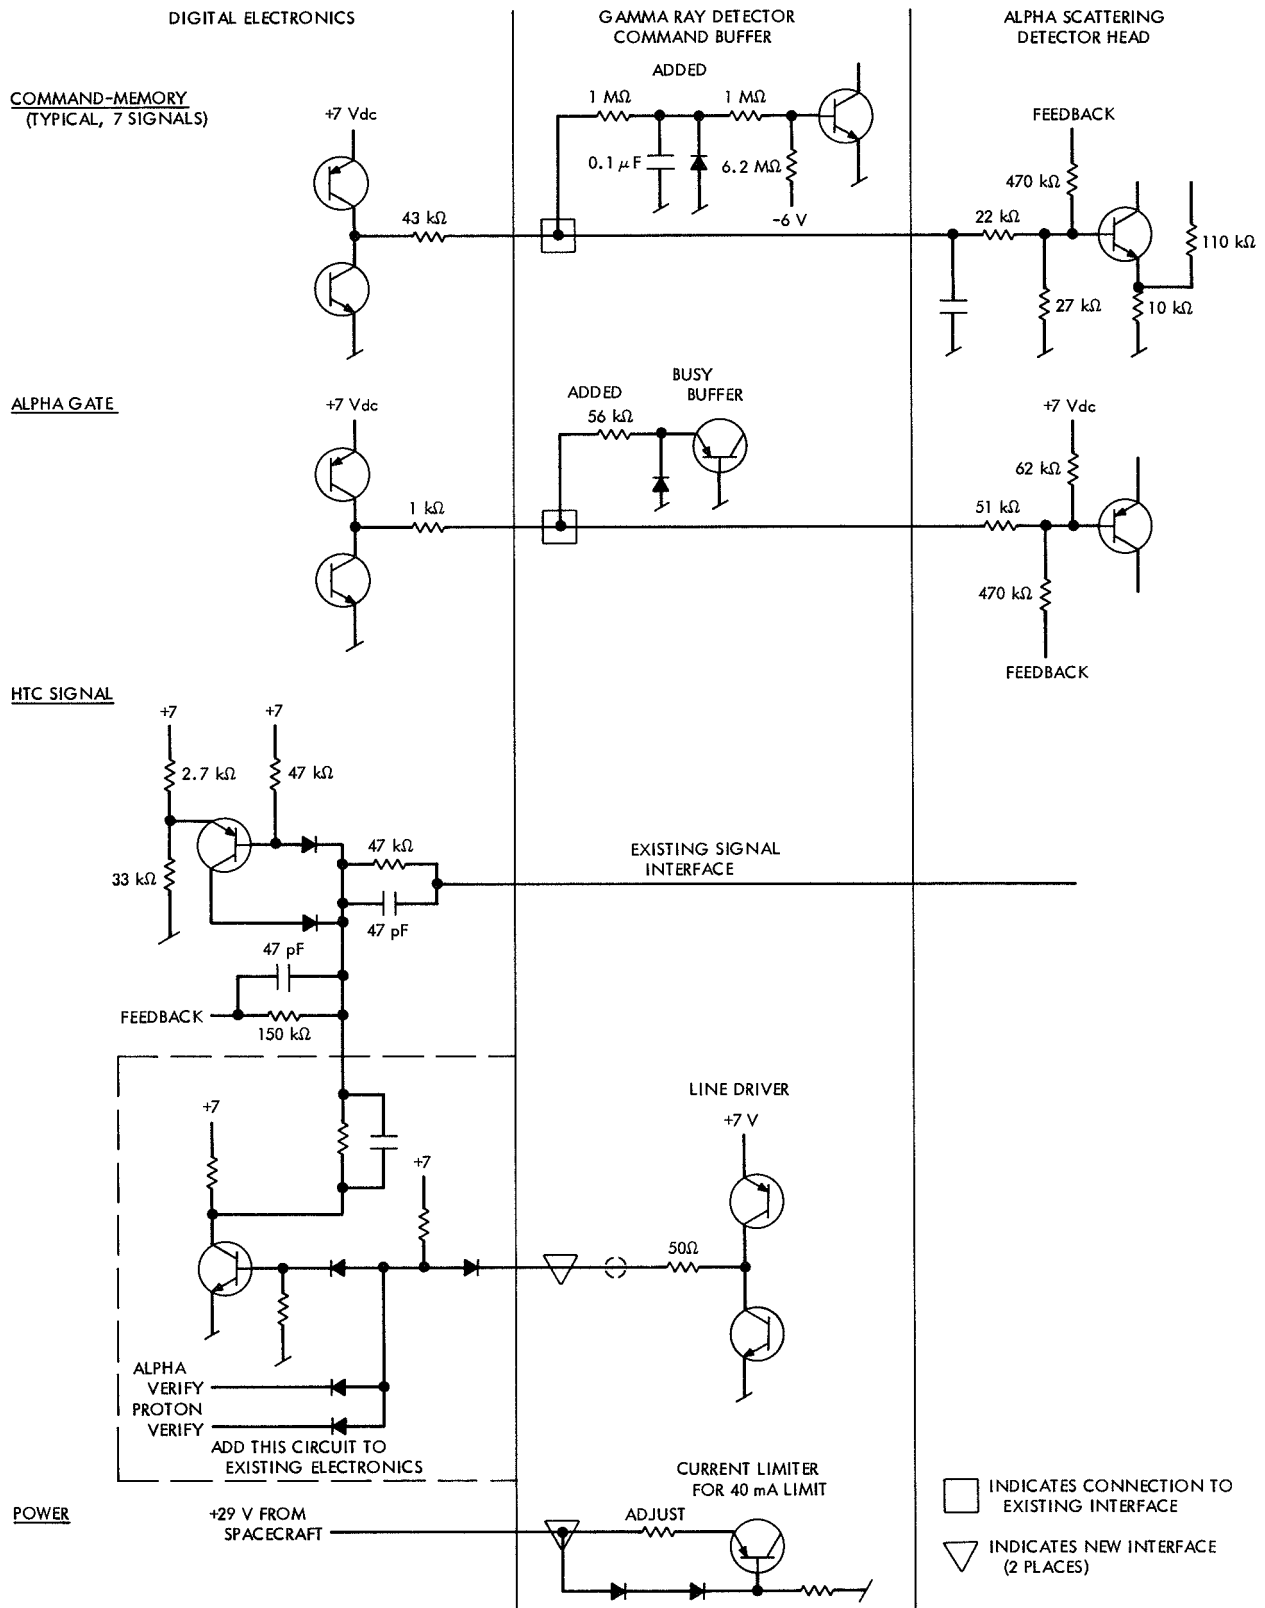 DIGITAL ELECTRONICS
GAMMA RAY DETECTOR
COMMAND BUFFER
ALPHA SCATTERING
DETECTOR HEAD
COMMAND-MEMORY
(TYPICAL, 7 SIGNALS)
+7 Vdc
43 kΩ
ADDED
1 MΩ
1 MΩ
0.1 μF
6.2 MΩ
-6 V
FEEDBACK
470 kΩ
22 kΩ
110 kΩ
27 kΩ
10 kΩ
ALPHA GATE
+7 Vdc
1 kΩ
ADDED
56 kΩ
BUSY
BUFFER
+7 Vdc
62 kΩ
51 kΩ
470 kΩ
FEEDBACK
HTC SIGNAL
+7
+7
2.7 kΩ
47 kΩ
33 kΩ
47 kΩ
47 pF
EXISTING SIGNAL
INTERFACE
47 pF
FEEDBACK
150 kΩ
+7
+7
LINE DRIVER
+7 V
50Ω
ALPHA
VERIFY
PROTON
VERIFY
ADD THIS CIRCUIT TO
EXISTING ELECTRONICS
POWER
+29 V FROM
SPACECRAFT
CURRENT LIMITER
FOR 40 mA LIMIT
ADJUST
INDICATES CONNECTION TO
EXISTING INTERFACE
INDICATES NEW INTERFACE
(2 PLACES)